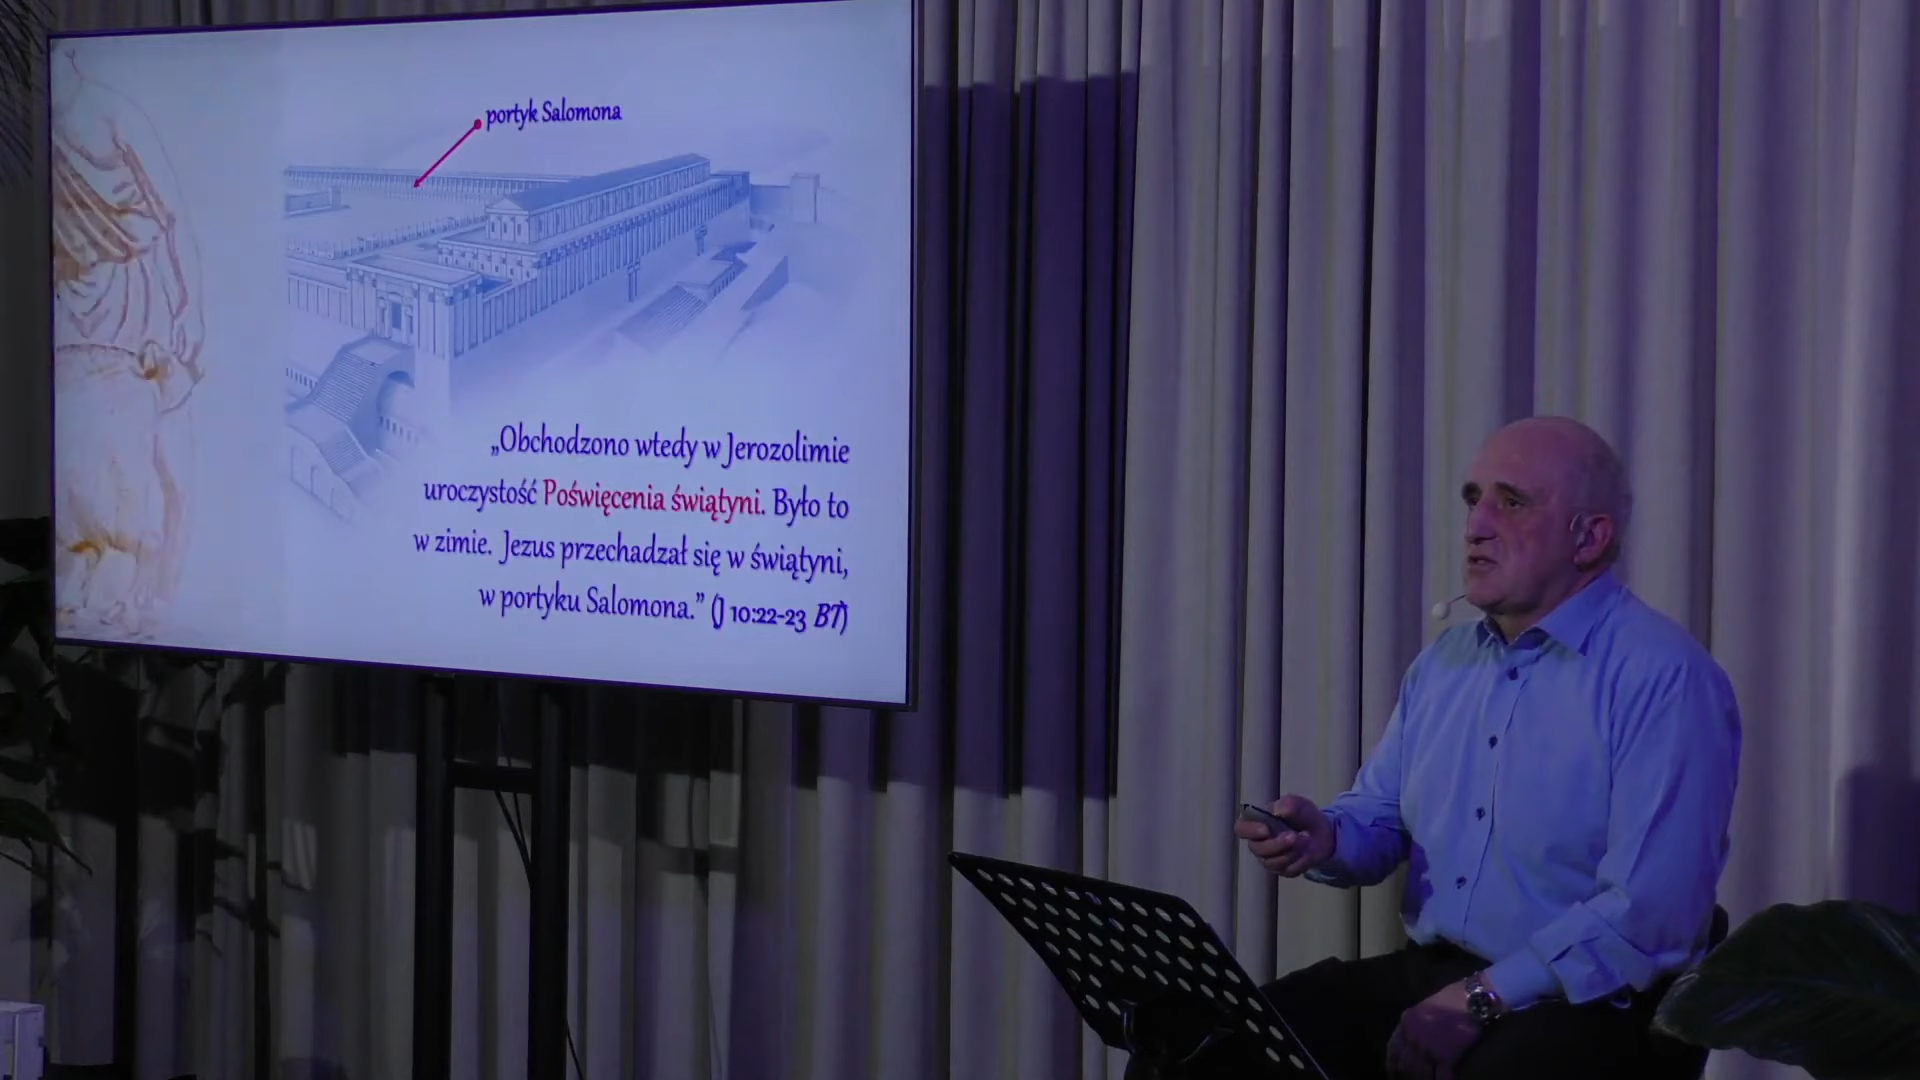 portyk Salomona
„Obchodzono wtedy w Jerozolimie
uroczystość Poświęcenia świątyni. Było to
w zimie. Jezus przechadzał się w świątyni,
w portyku Salomona.” (J 10:22-23 BT)